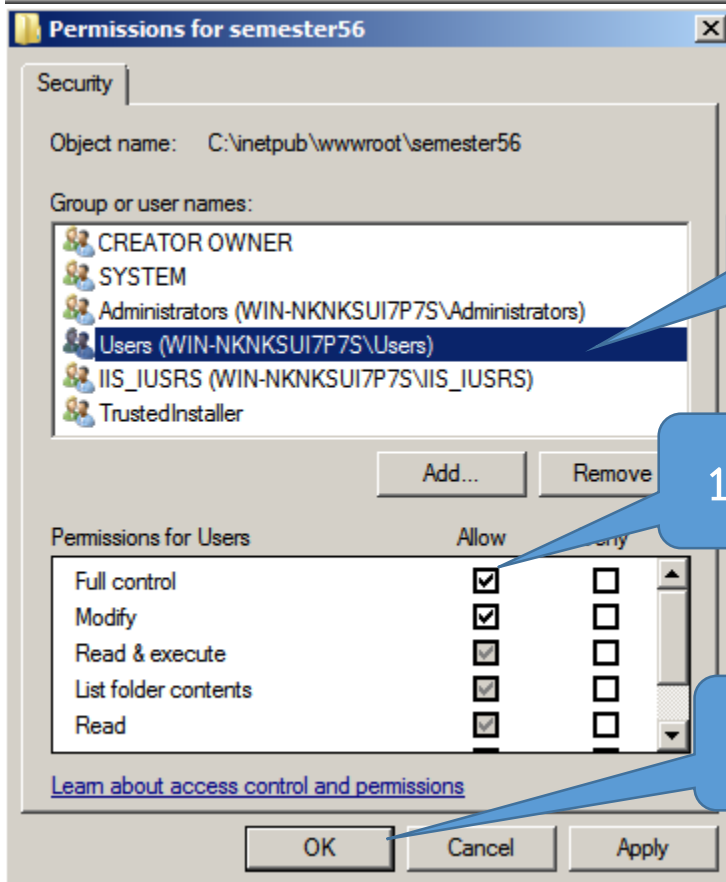 Permissions for semester56
Security
Object name: C:\inetpub\wwwroot\semester56
Group or user names:
CREATOR OWNER
SYSTEM
Administrators (WIN-NKNKSUI7P7S\Administrators)
Users (WIN-NKNKSUI7P7S\Users)
IIS_IUSRS (WIN-NKNKSUI7P7S\IIS_IUSRS)
TrustedInstaller
Add... Remove
1
Permissions for Users Allow
Full control
Modify
Read & execute
List folder contents
Read
Learn about access control and permissions
OK Cancel Apply